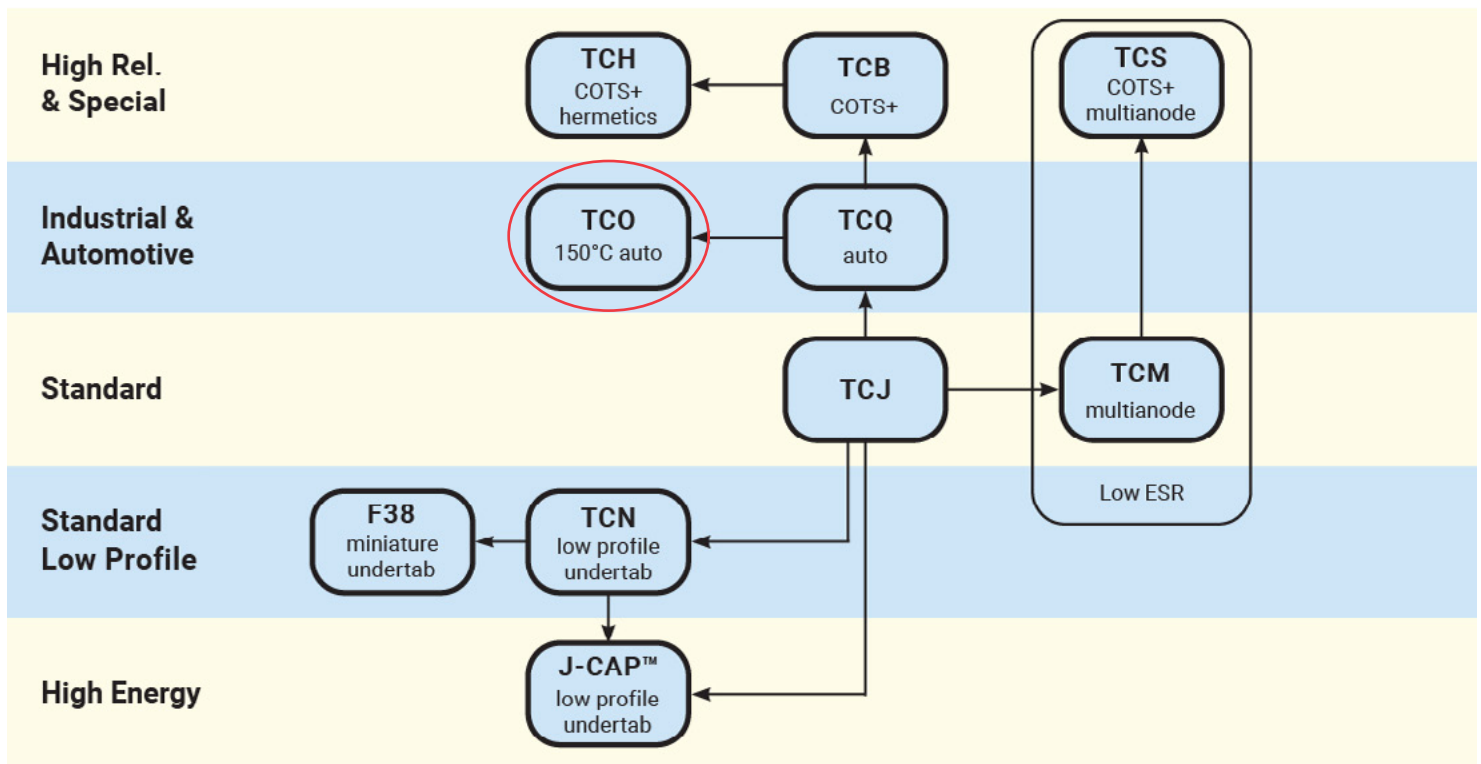 High Rel.
& Special
TCH
COTS+
hermetics
TCB
COTS+
TCS
COTS+
multianode
Industrial &
Automotive
TCO
150°C auto
TCQ
auto
Standard
TCJ
TCM
multianode
Low ESR
Standard
Low Profile
F38
miniature
undertab
TCN
low profile
undertab
High Energy
J-CAP™
low profile
undertab